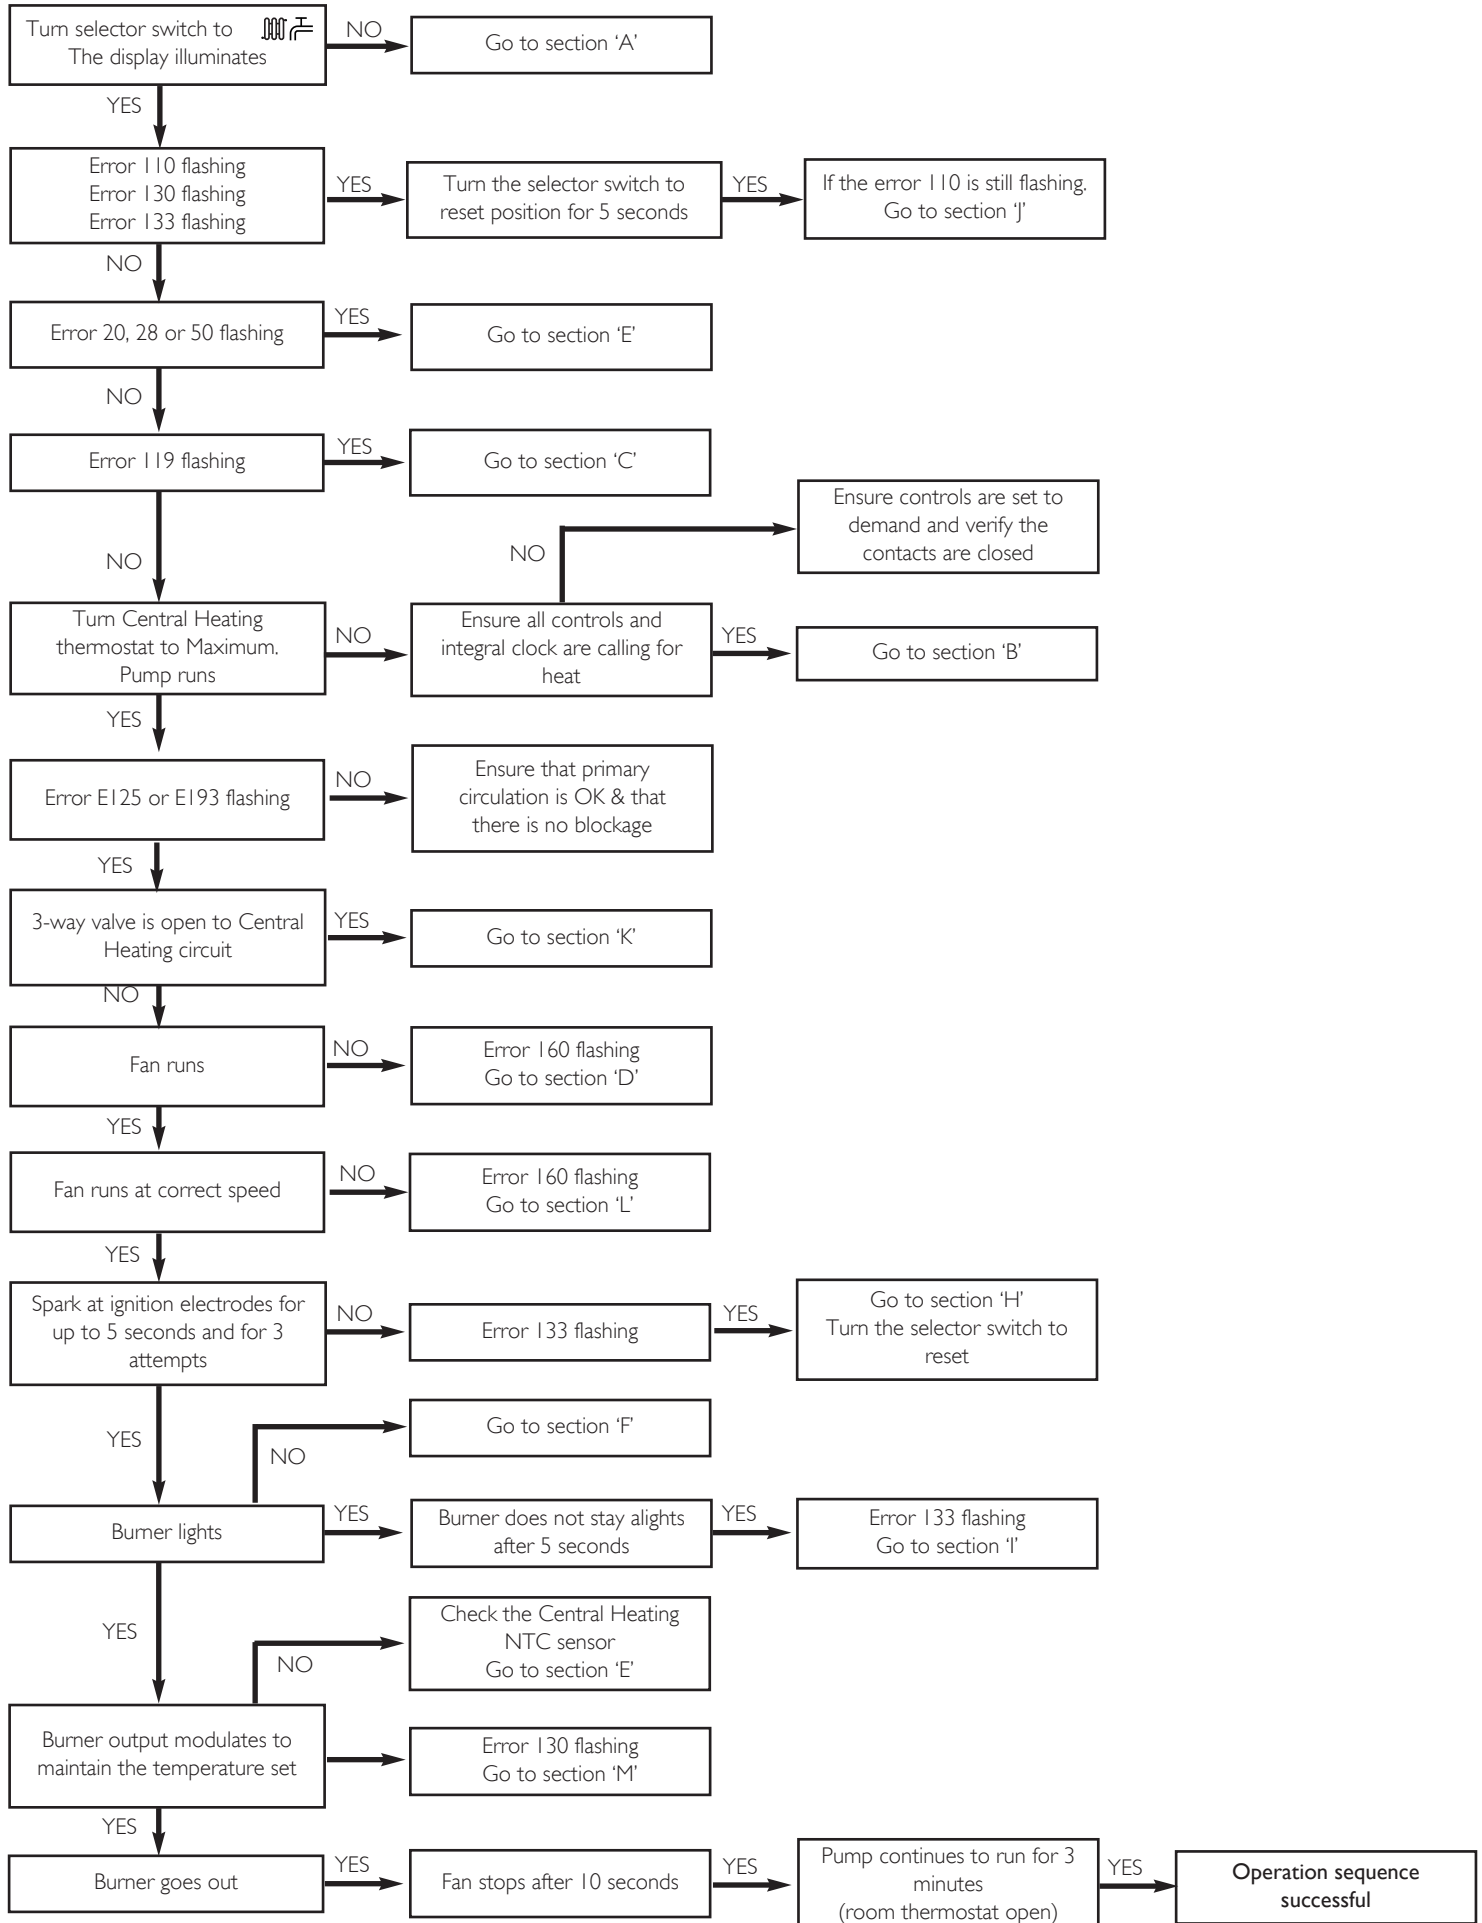 Turn selector switch to
The display illuminates
NO
Go to section ‘A’
YES
Error 110 flashing
Error 130 flashing
Error 133 flashing
YES
Turn the selector switch to
reset position for 5 seconds
YES
If the error 110 is still flashing.
Go to section ‘J’
NO
Error 20, 28 or 50 flashing
YES
Go to section ‘E’
NO
Error 119 flashing
YES
Go to section ‘C’
NO
Turn Central Heating
thermostat to Maximum.
Pump runs
NO
Ensure all controls and
integral clock are calling for
heat
NO
Ensure controls are set to
demand and verify the
contacts are closed
YES
Go to section ‘B’
YES
Error E125 or E193 flashing
NO
Ensure that primary
circulation is OK & that
there is no blockage
YES
3-way valve is open to Central
Heating circuit
YES
Go to section ‘K’
NO
Fan runs
NO
Error 160 flashing
Go to section ‘D’
YES
Fan runs at correct speed
NO
Error 160 flashing
Go to section ‘L’
YES
Spark at ignition electrodes for
up to 5 seconds and for 3
attempts
NO
Error 133 flashing
YES
Go to section ‘H’
Turn the selector switch to
reset
YES
NO
Go to section ‘F’
Burner lights
YES
Burner does not stay alights
after 5 seconds
YES
Error 133 flashing
Go to section ‘I’
YES
NO
Check the Central Heating
NTC sensor
Go to section ‘E’
Burner output modulates to
maintain the temperature set
Error 130 flashing
Go to section ‘M’
YES
Burner goes out
YES
Fan stops after 10 seconds
YES
Pump continues to run for 3
minutes
(room thermostat open)
YES
Operation sequence
successful